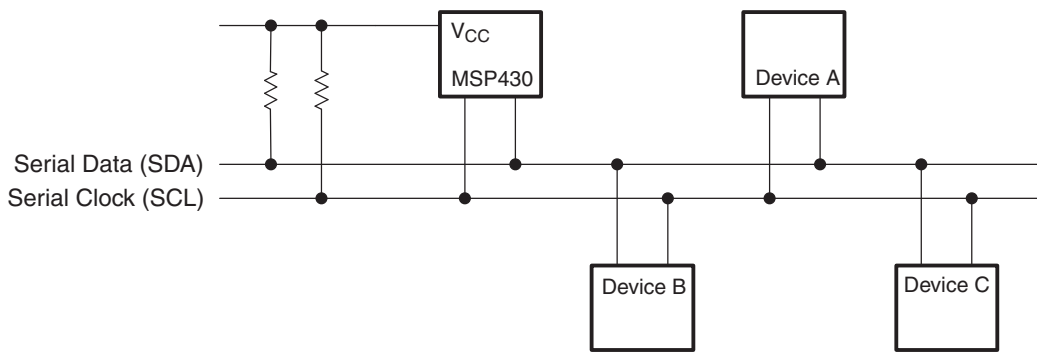 VCC
MSP430
Device A
Serial Data (SDA)
Serial Clock (SCL)
Device B
Device C